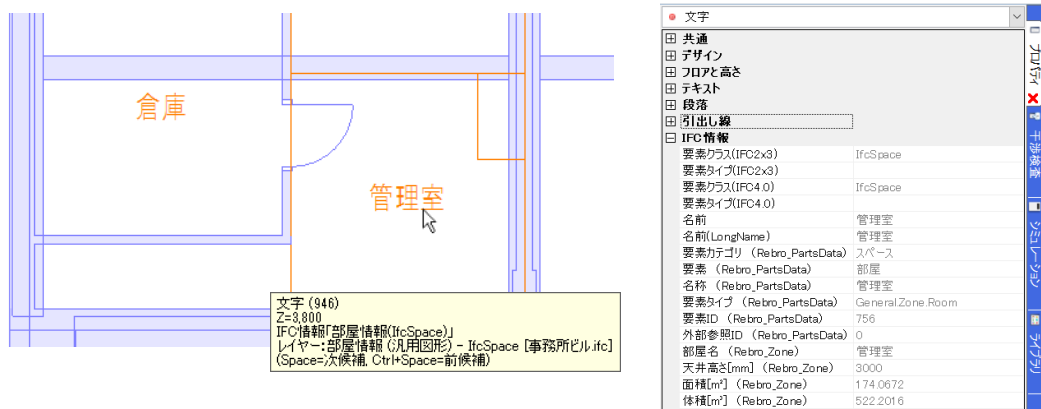 倉庫
管理室
文字 (946)
Z=3,800
IFC情報「部屋情報(IfcSpace)」
レイヤー:部屋情報 (汎用図形) - IfcSpace [事務所ビル.ifc]
(Space=次候補, Ctrl+Space=前候補)
文字
共通
デザイン
フロアと高さ
テキスト
段落
引出し線
IFC情報
要素クラス(IFC2x3) IfcSpace
要素タイプ(IFC2x3)
要素クラス(IFC4.0) IfcSpace
要素タイプ(IFC4.0)
名前 管理室
名前(LongName) 管理室
要素カテゴリ (Rebro_PartsData) スペース
要素 (Rebro_PartsData) 部屋
名称 (Rebro_PartsData) 管理室
要素タイプ (Rebro_PartsData) General.Zone.Room
要素ID (Rebro_PartsData) 756
外部参照ID (Rebro_PartsData) 0
部屋名 (Rebro_Zone) 管理室
天井高さ[mm] (Rebro_Zone) 3000
面積[m²] (Rebro_Zone) 174.0672
体積[m³] (Rebro_Zone) 522.2016
プロパティ
干渉検査
シミュレーション
ライブラリ